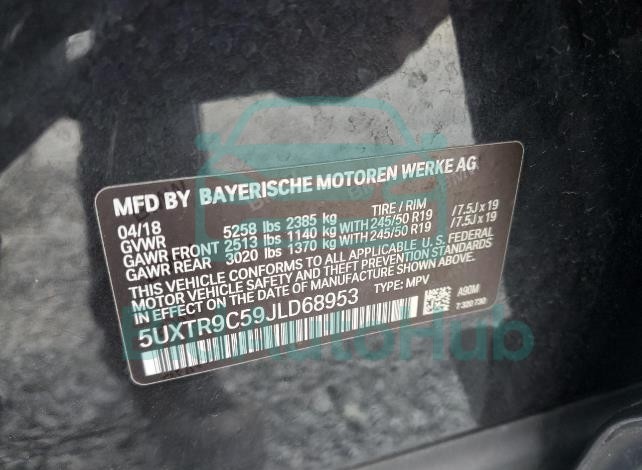 MFD BY BAYERISCHE MOTOREN WERKE AG
04/18 TIRE / RIM
GVWR 5258 lbs 2385 kg
GAWR FRONT 2513 lbs 1140 kg WITH 245/50 R19 /7.5J x 19
GAWR REAR 3020 lbs 1370 kg WITH 245/50 R19 /7.5J x 19
THIS VEHICLE CONFORMS TO ALL APPLICABLE U.S. FEDERAL
MOTOR VEHICLE SAFETY AND THEFT PREVENTION STANDARDS
IN EFFECT ON THE DATE OF MANUFACTURE SHOWN ABOVE.
5UXTR9C59JLD68953 TYPE: MPV
A90M
7 320 730